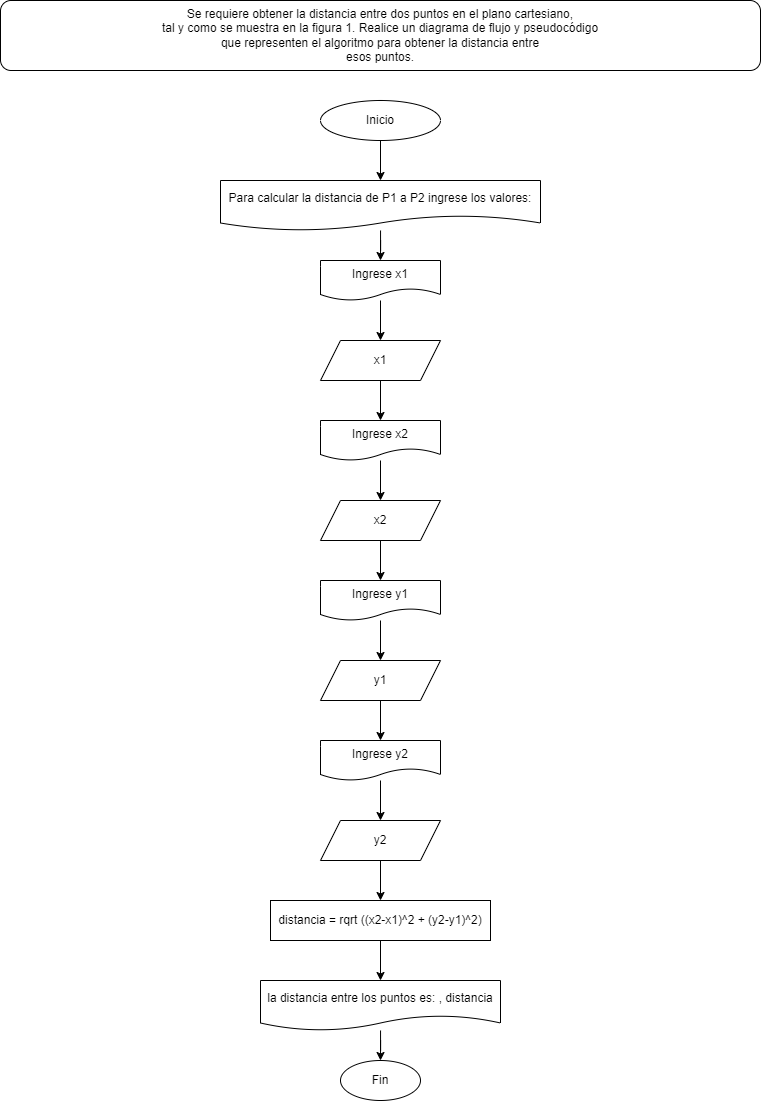 Se requiere obtener la distancia entre dos puntos en el plano cartesiano,
tal y como se muestra en la figura 1. Realice un diagrama de flujo y pseudocódigo
que representen el algoritmo para obtener la distancia entre
esos puntos.
Inicio
Para calcular la distancia de P1 a P2 ingrese los valores:
Ingrese x1
x1
Ingrese x2
x2
Ingrese y1
y1
Ingrese y2
y2
distancia = rqrt ((x2-x1)^2 + (y2-y1)^2)
la distancia entre los puntos es: , distancia
Fin